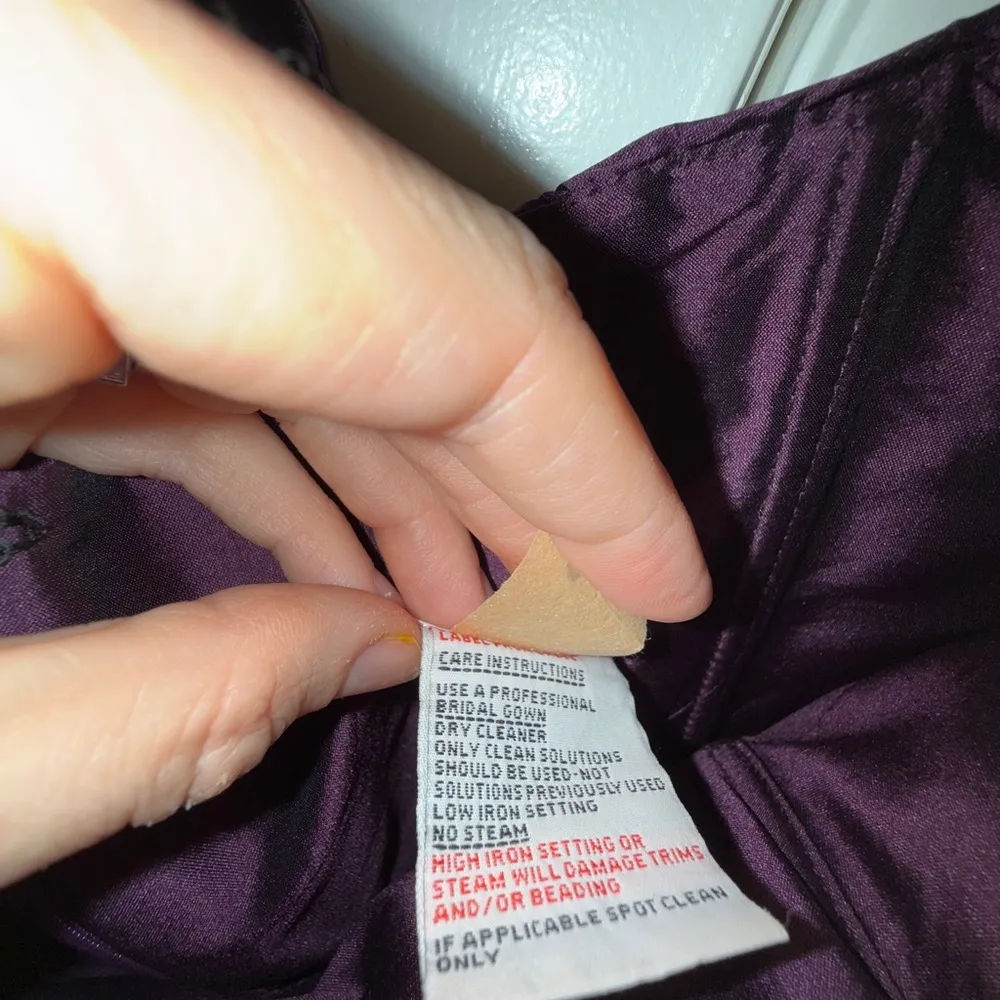 LABEL
CARE INSTRUCTIONS
USE A PROFESSIONAL
BRIDAL GOWN
DRY CLEANER
ONLY CLEAN SOLUTIONS
SHOULD BE USED-NOT
SOLUTIONS PREVIOUSLY USED
LOW IRON SETTING
NO STEAM
HIGH IRON SETTING OR
STEAM WILL DAMAGE TRIMS
AND/OR BEADING
IF APPLICABLE SPOT CLEAN
ONLY